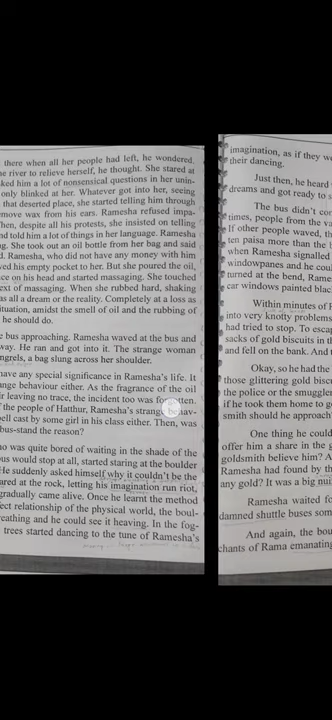 there when all her people had left, he wondered.
e river to relieve herself, he thought. She stared at
ked him a lot of nonsensical questions in her unin-
only blinked at her. Whatever got into her, seeing
that deserted place, she started telling him through
move wax from his ears. Ramesha refused impa-
hen, despite all his protests, she insisted on telling
nd told him a lot of things in her language. Ramesha
g. She took out an oil bottle from her bag and said
d. Ramesha, who did not have any money with him
wed his empty pocket to her. But she poured the oil,
ce on his head and started massaging. She touched
ext of massaging. When she rubbed hard, shaking
as all a dream or the reality. Completely at a loss as
situation, amidst the smell of oil and the rubbing of
he should do.
e bus approaching. Ramesha waved at the bus and
way. He ran and got into it. The strange woman
ngrels, a bag slung across her shoulder.
have any special significance in Ramesha's life. It
ange behaviour either. As the fragrance of the oil
ir leaving no trace, the incident too was forgotten.
f the people of Hatthur, Ramesha's strange behav-
pell cast by some girl in his class either. Then, was
bus-stand the reason?
ho was quite bored of waiting in the shade of the
bus would stop at all, started staring at the boulder
He suddenly asked himself why it couldn't be the
ared at the rock, letting his imagination run riot,
gradually came alive. Once he learnt the method
ect relationship of the physical world, the boul-
reathing and he could see it heaving. In the fog-
trees started dancing to the tune of Ramesha's
imagination, as if they we
their dancing.
Just then, he heard
dreams and got ready to s
The bus didn't con
times, people from the va
If other people waved, th
ten paisa more than the
when Ramesha signalled
windowpanes and he coul
turned at the bend, Rame
car windows painted blac
Within minutes of R
into very knotty problems
had tried to stop. To escap
sacks of gold biscuits in th
and fell on the bank. And
Okay, so he had the
those glittering gold bisc
the police or the smuggler
if he took them home to g
smith should he approach
One thing he could
offer him a share in the g
goldsmith believe him? A
Ramesha had found by th
any gold? It was a big nui
Ramesha waited fo
damned shuttle buses som
And again, the bou
chants of Rama emanating